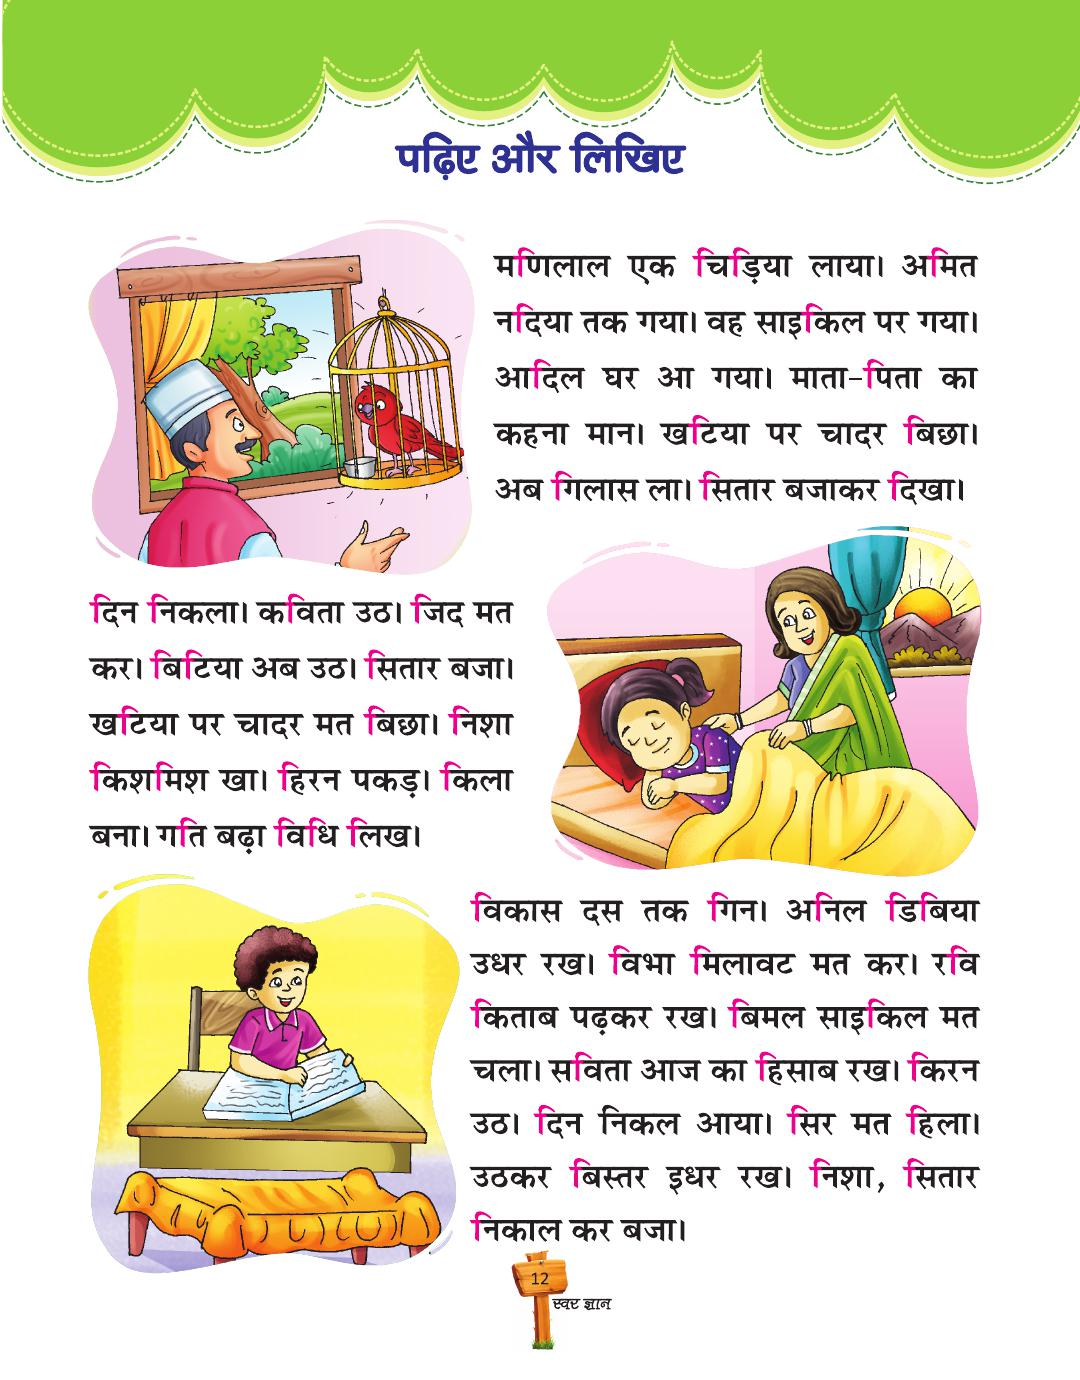 पढ़िए और लिखिए
मणिलाल एक चिड़िया लाया। अमित
नदिया तक गया। वह साइकिल पर गया।
आदिल घर आ गया। माता-पिता का
कहना मान। खटिया पर चादर बिछा।
अब गिलास ला। सितार बजाकर दिखा।
दिन निकला। कविता उठ। जिद मत
कर। बिटिया अब उठ। सितार बजा।
खटिया पर चादर मत बिछा। निशा
किशमिश खा। हिरन पकड़। किला
बना। गति बढ़ा विधि लिख।
विकास दस तक गिन। अनिल डिबिया
उधर रख। विभा मिलावट मत कर। रवि
किताब पढ़कर रख। बिमल साइकिल मत
चला। सविता आज का हिसाब रख। किरन
उठ। दिन निकल आया। सिर मत हिला।
उठकर बिस्तर इधर रख। निशा, सितार
निकाल कर बजा।
12
स्वर ज्ञान